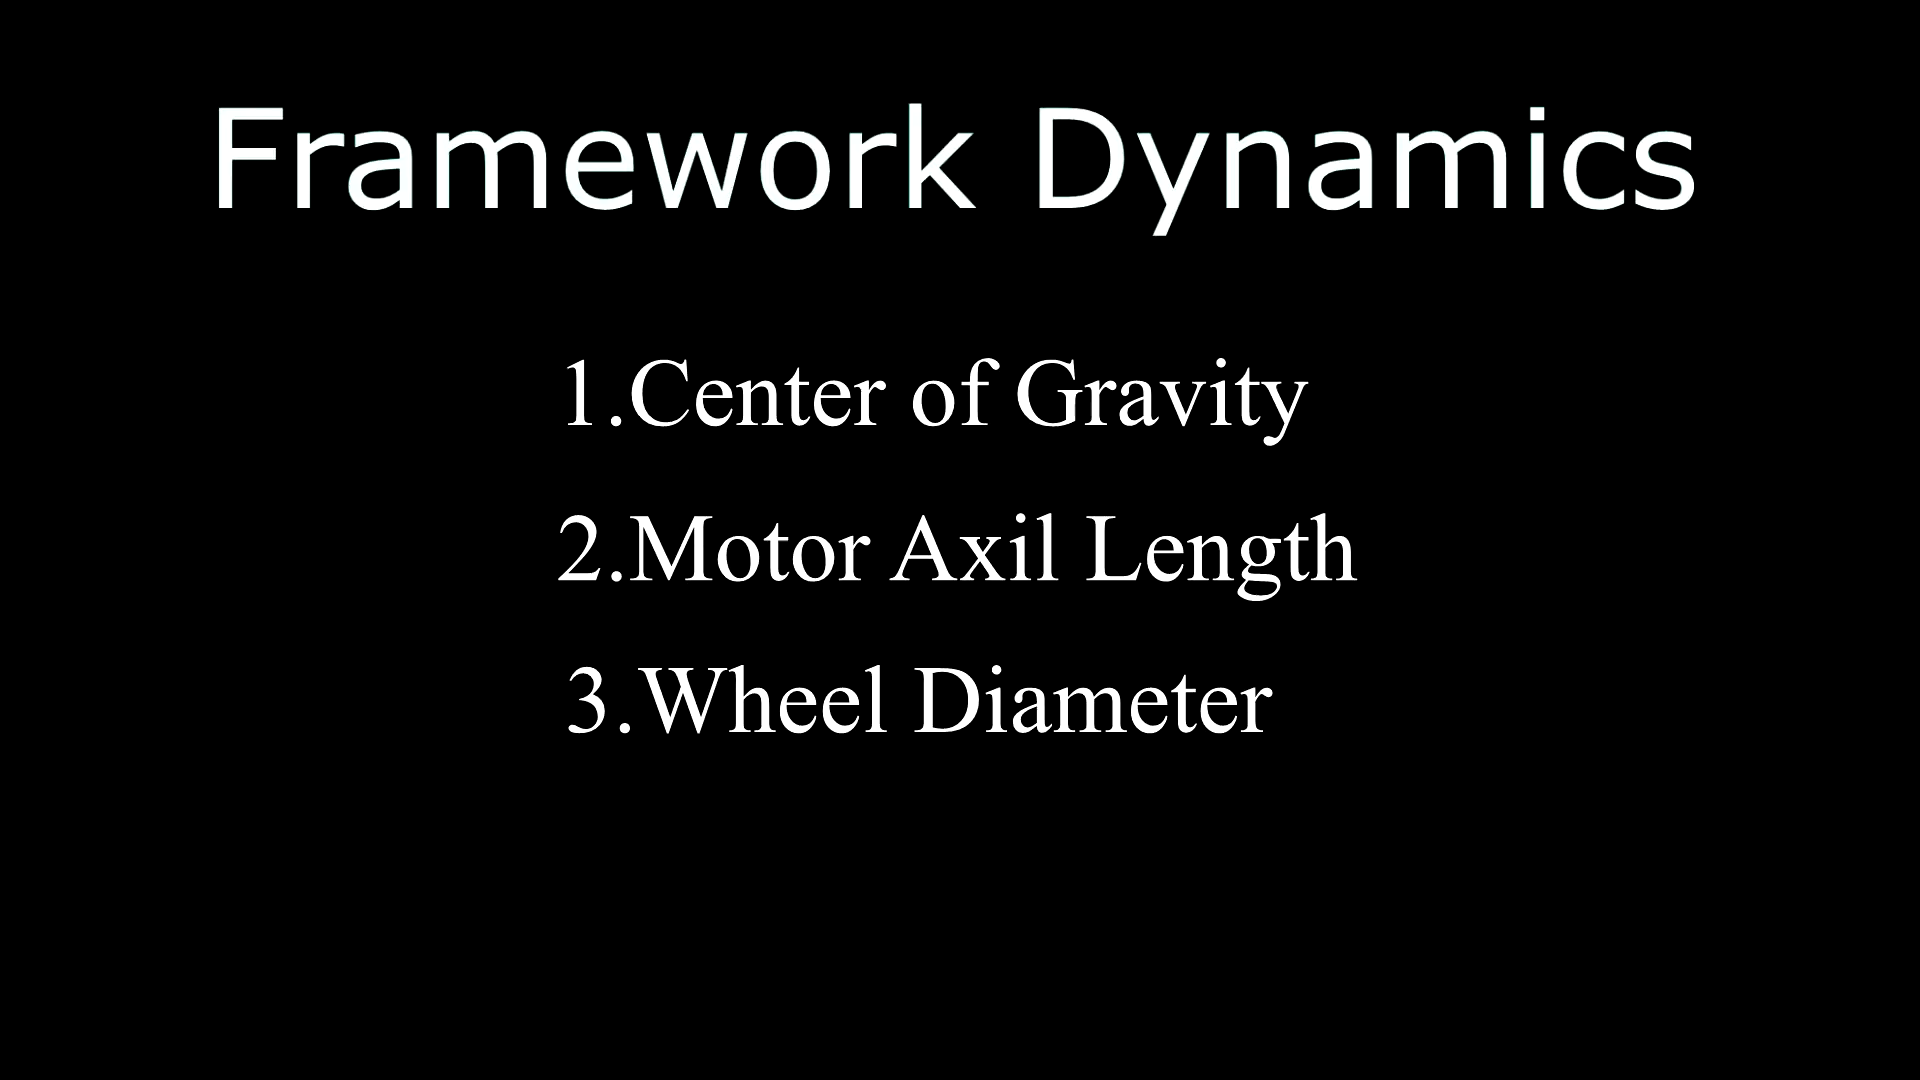 Framework Dynamics
1.Center of Gravity
2.Motor Axil Length
3.Wheel Diameter